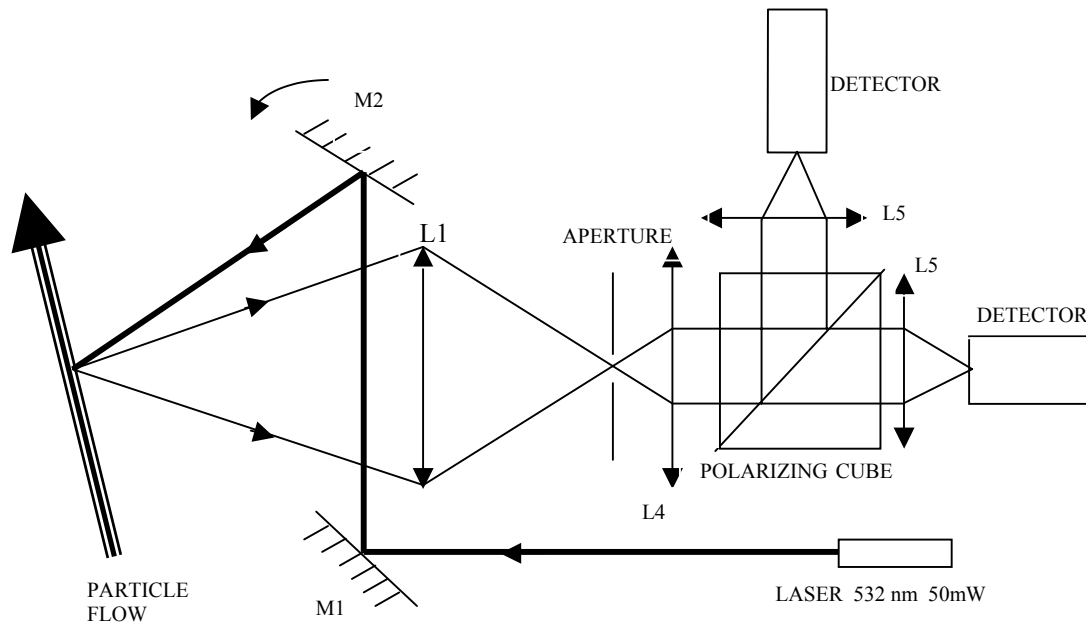 DETECTOR
M2
L5
L1
APERTURE
L5
DETECTOR
POLARIZING CUBE
L4
PARTICLE
FLOW
M1
LASER 532 nm 50mW